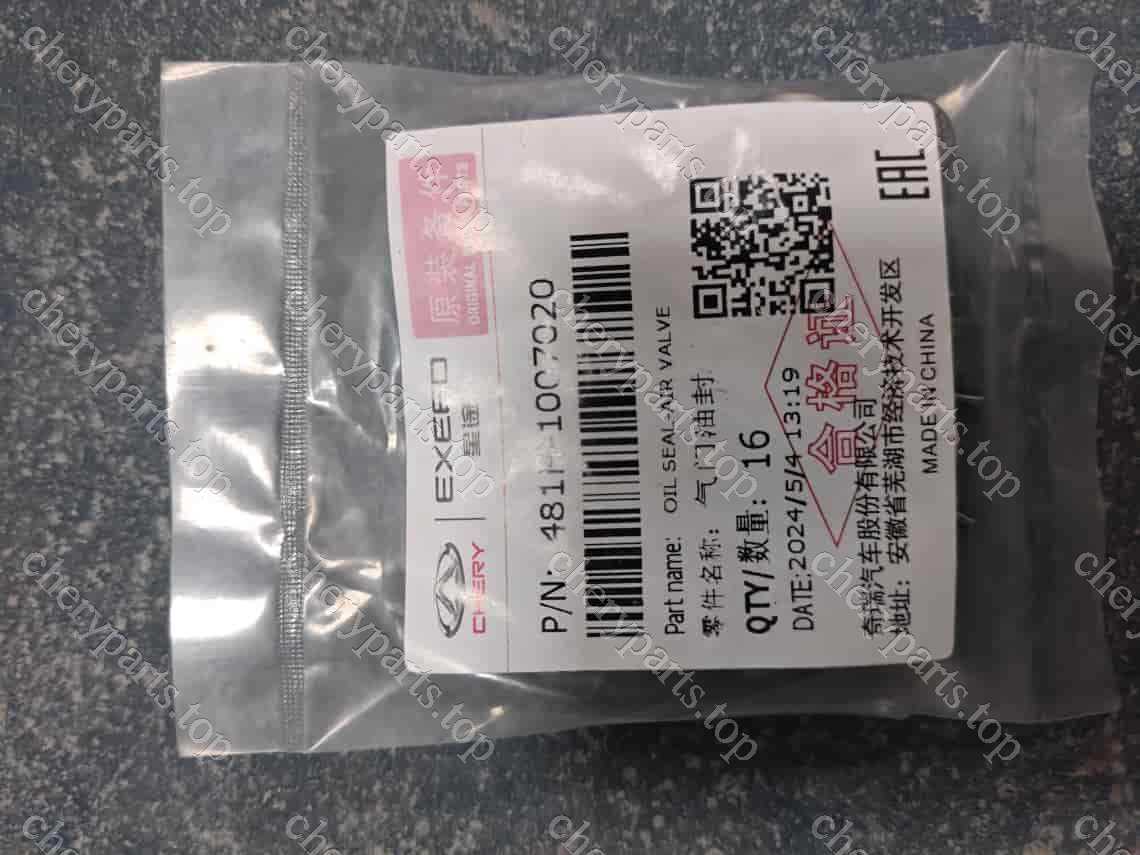 CHERY | EXEED
星途
原装备件
ORIGINAL
P/N: 481F-1007020
Part name: OIL SEAL-AIR VALVE
零件名称: 气门油封
QTY/数量: 16
DATE:2024/5/4 13:19
合格证
奇瑞汽车股份有限公司
地址: 安徽省芜湖市经济技术开发区
MADE IN CHINA
EAC
cheryparts.top